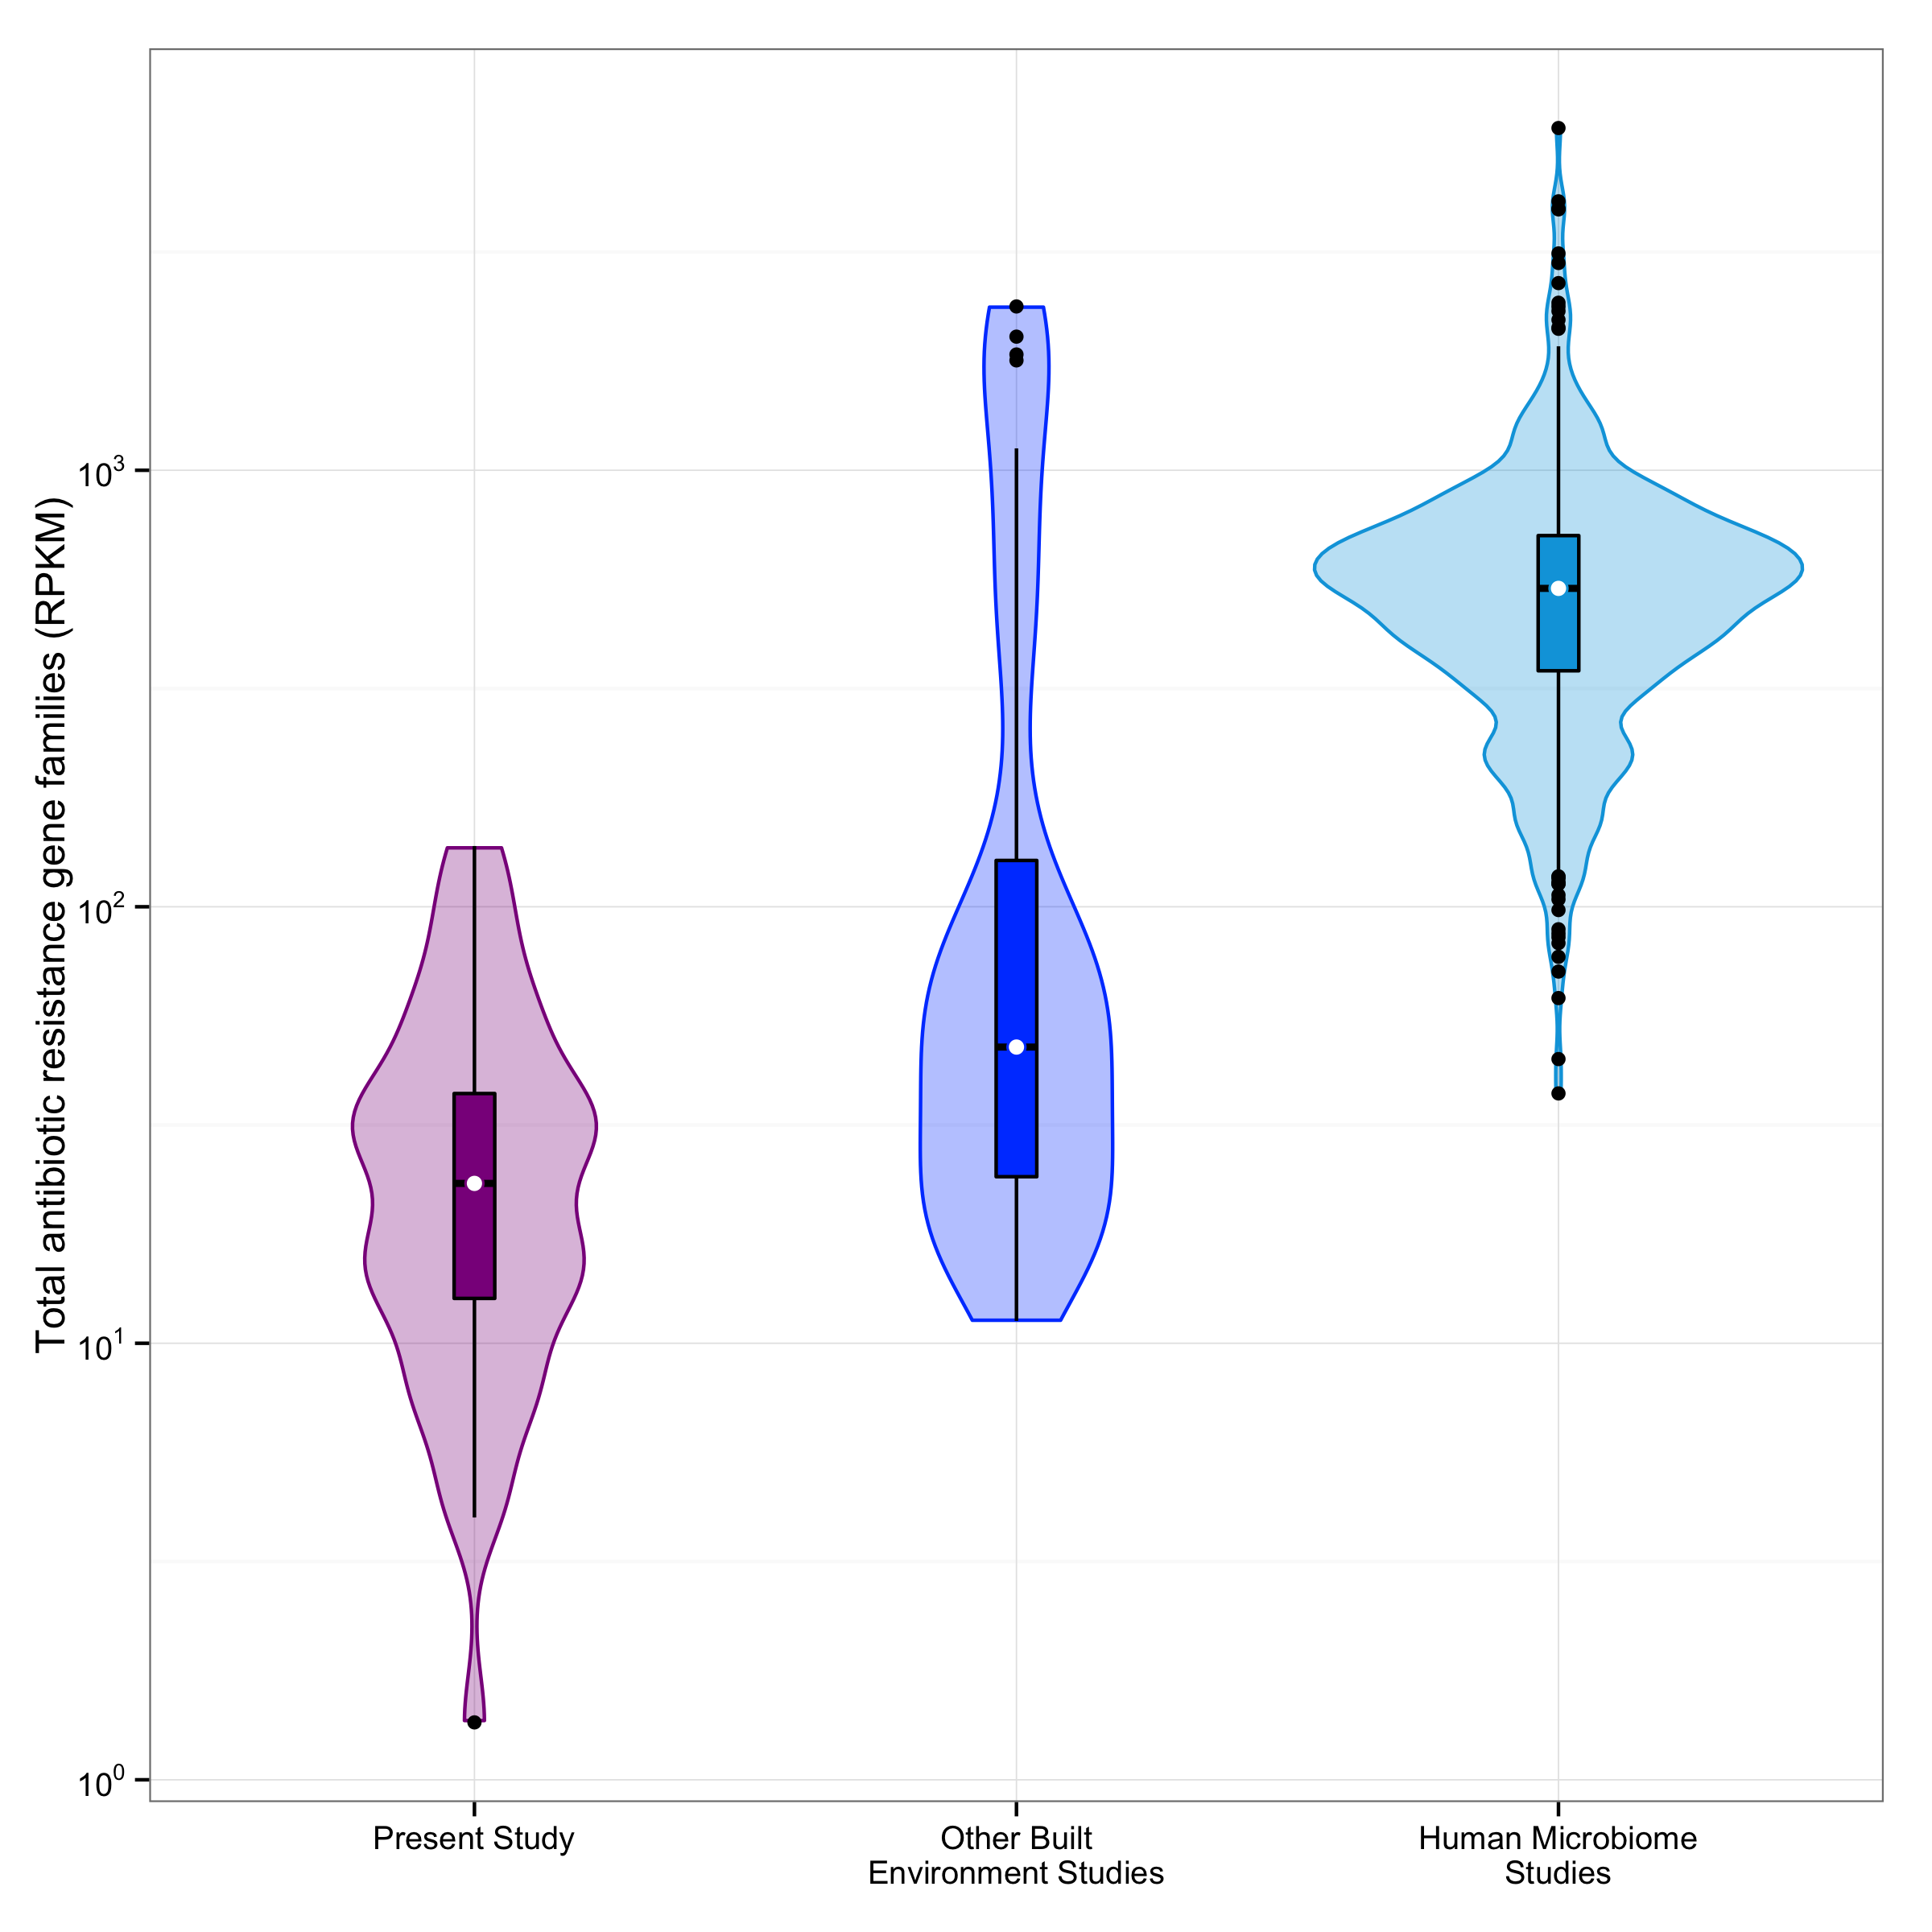 Total antibiotic resistance gene families (RPKM)
10³
10²
10¹
10⁰
Present Study
Other Built
Environment Studies
Human Microbiome
Studies